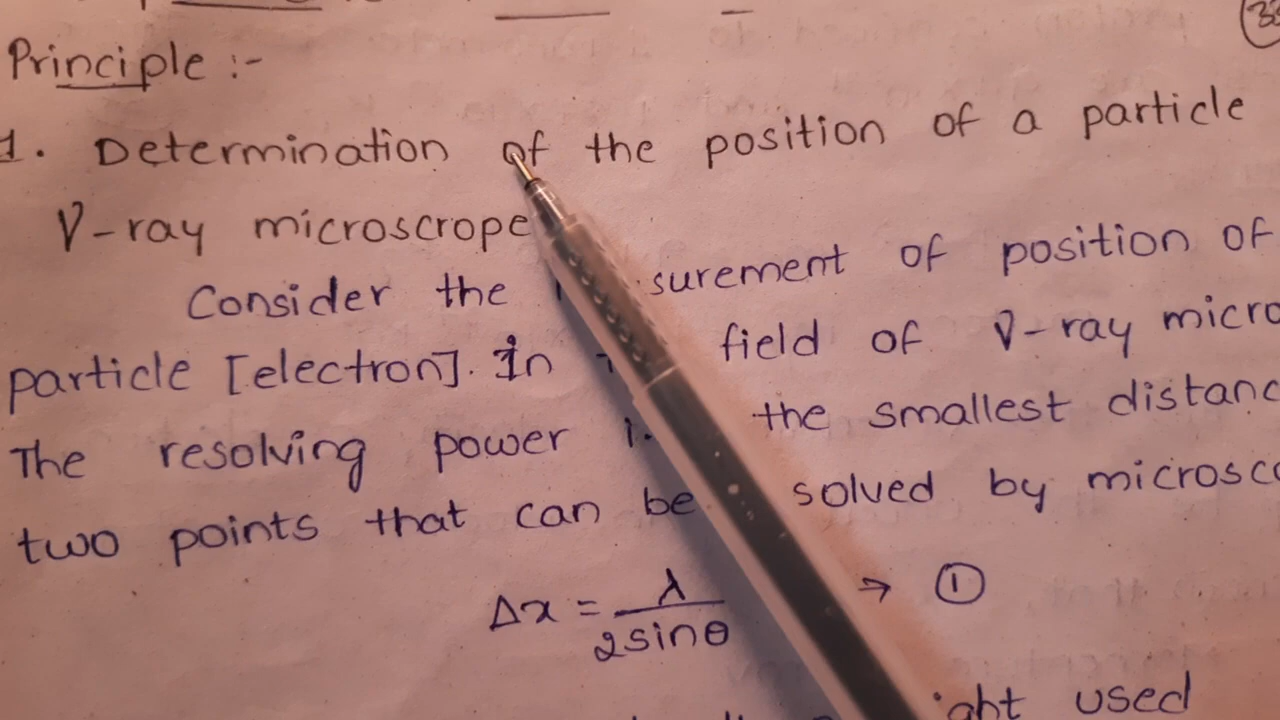 Principle :-
1. Determination of the position of a particle
γ-ray microscrope
Consider the surement of position of
particle [electron]. In field of γ-ray micro
The resolving power the smallest distanc
two points that can be solved by microsc
Δx = λ / 2sinθ → ①
used